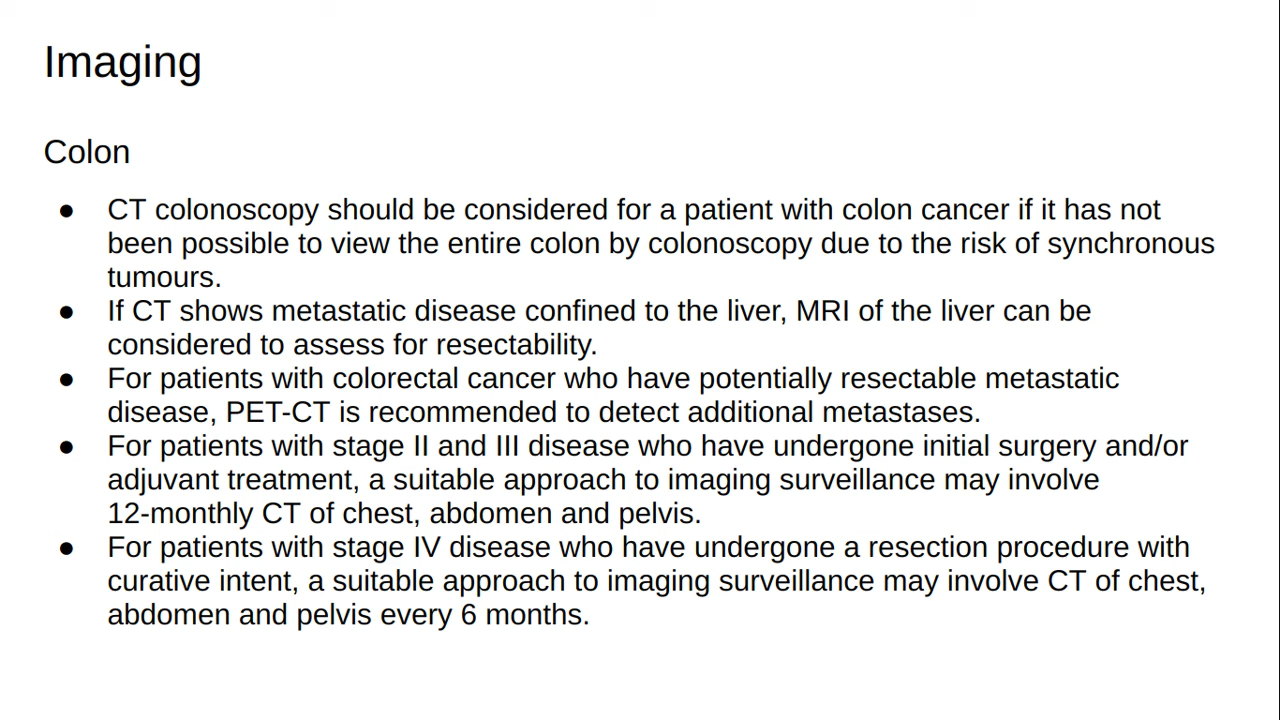 Imaging
Colon
● CT colonoscopy should be considered for a patient with colon cancer if it has not
been possible to view the entire colon by colonoscopy due to the risk of synchronous
tumours.
● If CT shows metastatic disease confined to the liver, MRI of the liver can be
considered to assess for resectability.
● For patients with colorectal cancer who have potentially resectable metastatic
disease, PET-CT is recommended to detect additional metastases.
● For patients with stage II and III disease who have undergone initial surgery and/or
adjuvant treatment, a suitable approach to imaging surveillance may involve
12-monthly CT of chest, abdomen and pelvis.
● For patients with stage IV disease who have undergone a resection procedure with
curative intent, a suitable approach to imaging surveillance may involve CT of chest,
abdomen and pelvis every 6 months.